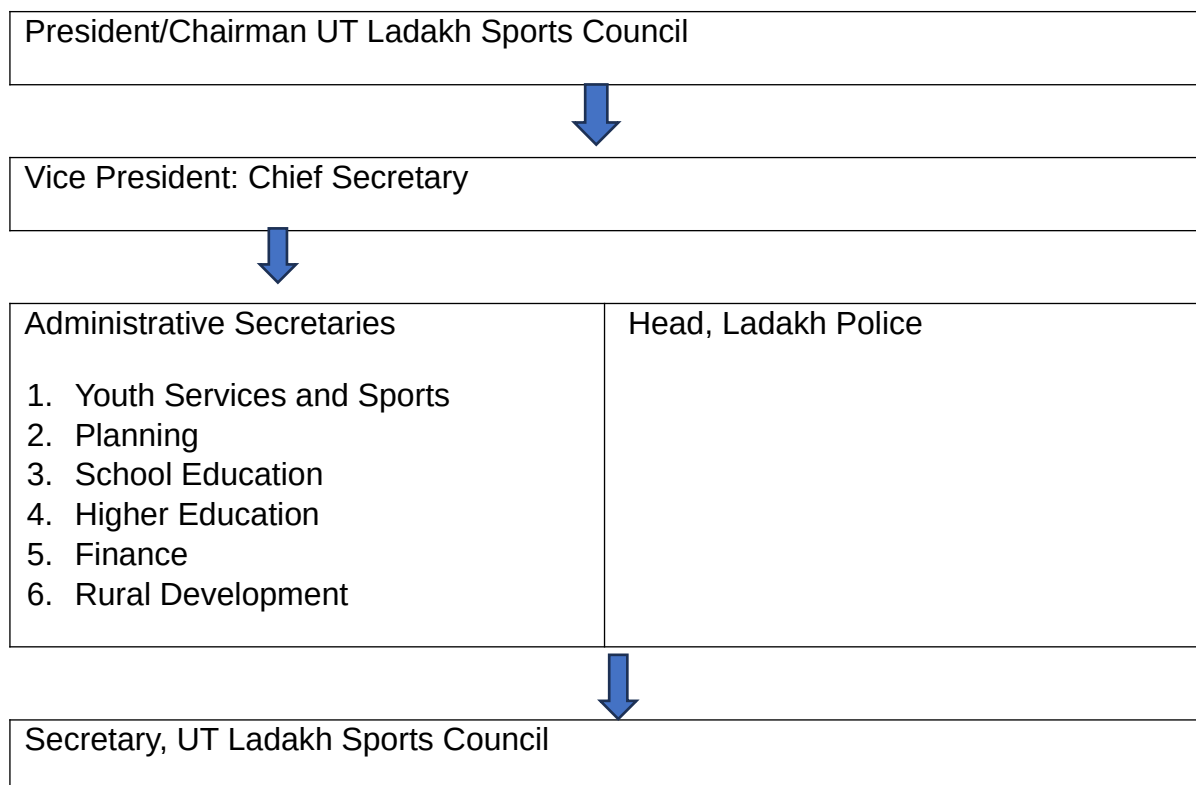 President/Chairman UT Ladakh Sports Council
Vice President: Chief Secretary
Administrative Secretaries
1. Youth Services and Sports
2. Planning
3. School Education
4. Higher Education
5. Finance
6. Rural Development
Head, Ladakh Police
Secretary, UT Ladakh Sports Council